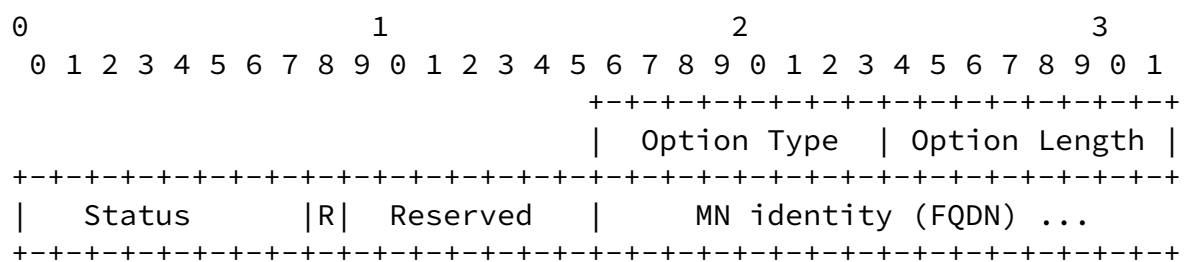 0                   1                   2                   3
 0 1 2 3 4 5 6 7 8 9 0 1 2 3 4 5 6 7 8 9 0 1 2 3 4 5 6 7 8 9 0 1
                                +-+-+-+-+-+-+-+-+-+-+-+-+-+-+-+-+
                                |  Option Type  | Option Length |
+-+-+-+-+-+-+-+-+-+-+-+-+-+-+-+-+-+-+-+-+-+-+-+-+-+-+-+-+-+-+-+-+
|   Status      |R|  Reserved   |     MN identity (FQDN) ...
+-+-+-+-+-+-+-+-+-+-+-+-+-+-+-+-+-+-+-+-+-+-+-+-+-+-+-+-+-+-+-+-+